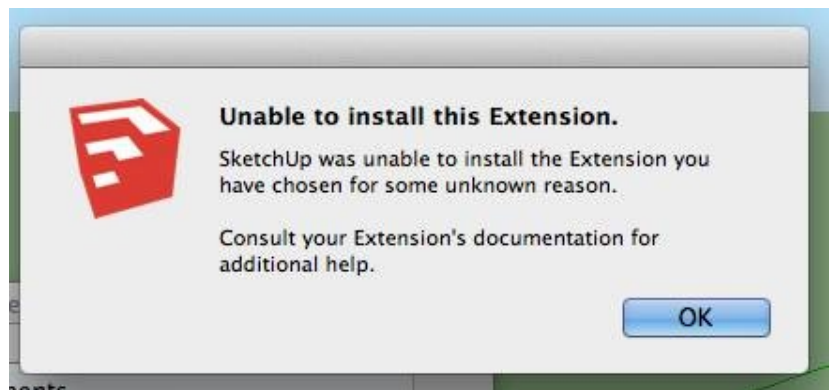 Unable to install this Extension.
SketchUp was unable to install the Extension you
have chosen for some unknown reason.
Consult your Extension's documentation for
additional help.
OK